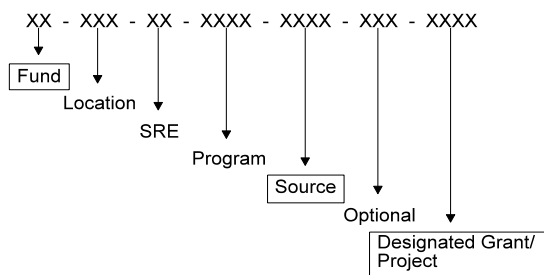 XX - XXX - XX - XXXX - XXXX - XXX - XXXX
Fund
Location
SRE
Program
Source
Optional
Designated Grant/
Project